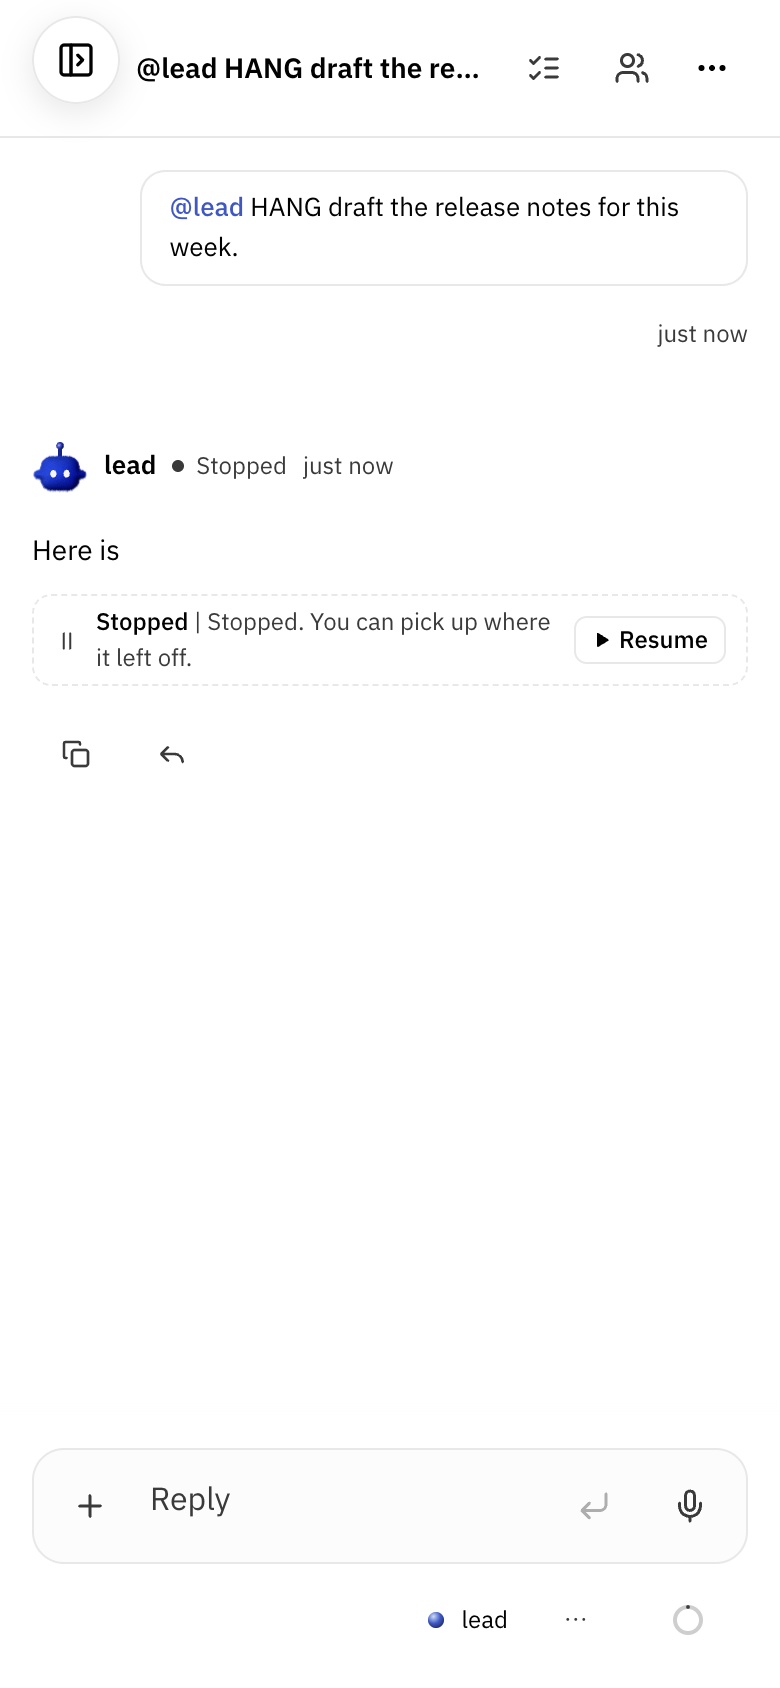 @lead HANG draft the re...
@lead HANG draft the release notes for this
week.
just now
lead ● Stopped just now
Here is
Stopped | Stopped. You can pick up where
it left off.
Resume
Reply
lead ...